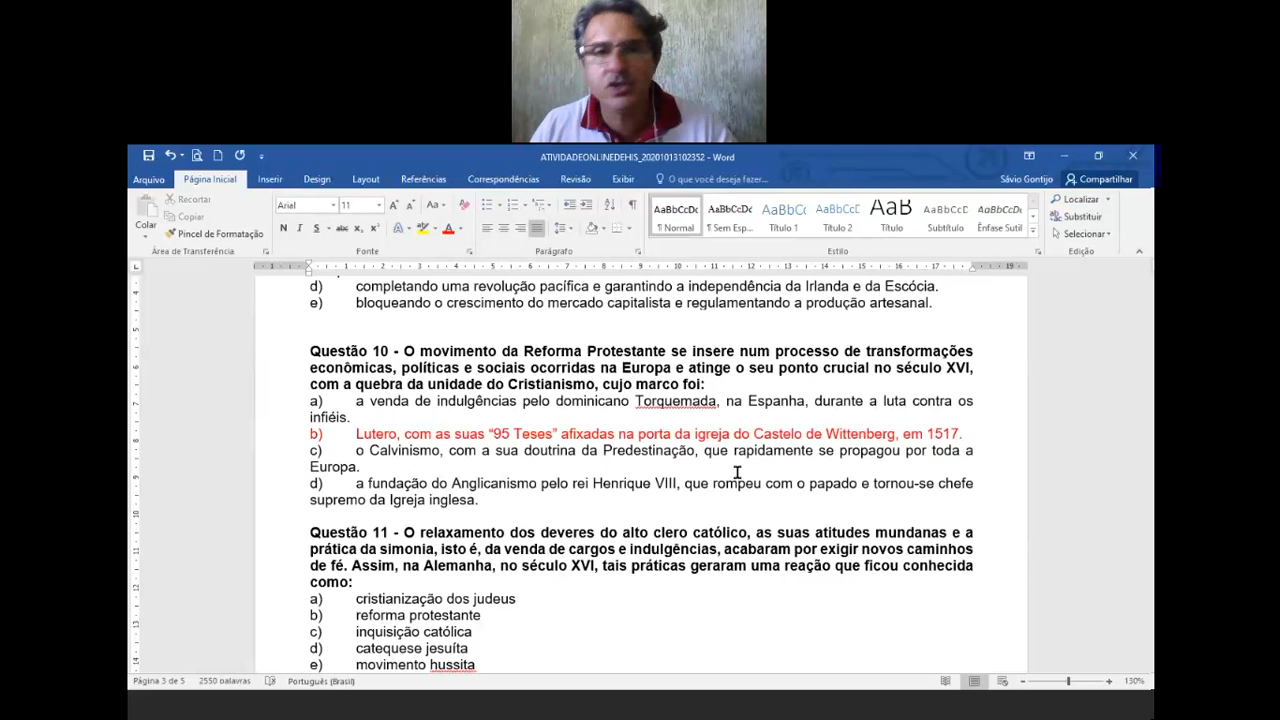 ATIVIDADEONLINEDEHIS_20201013102352 - Word
Arquivo Página Inicial Inserir Design Layout Referências Correspondências Revisão Exibir O que você deseja fazer... Sávio Gontijo Compartilhar
Colar
Recortar
Copiar
Pincel de Formatação
Área de Transferência
Arial 11
N I S abc X₂ X²
Fonte
Parágrafo
AaBbCcDc AaBbCcDc AaBbCc AaBbCcC AaB AaBbCcC AaBbCcDc
¶ Normal ¶ Sem Esp... Título 1 Título 2 Título Subtítulo Ênfase Sutil
Estilo
Localizar
Substituir
Selecionar
Edição
d) completando uma revolução pacífica e garantindo a independência da Irlanda e da Escócia.
e) bloqueando o crescimento do mercado capitalista e regulamentando a produção artesanal.
Questão 10 - O movimento da Reforma Protestante se insere num processo de transformações
econômicas, políticas e sociais ocorridas na Europa e atinge o seu ponto crucial no século XVI,
com a quebra da unidade do Cristianismo, cujo marco foi:
a) a venda de indulgências pelo dominicano Torquemada, na Espanha, durante a luta contra os
infiéis.
b) Lutero, com as suas “95 Teses” afixadas na porta da igreja do Castelo de Wittenberg, em 1517.
c) o Calvinismo, com a sua doutrina da Predestinação, que rapidamente se propagou por toda a
Europa.
d) a fundação do Anglicanismo pelo rei Henrique VIII, que rompeu com o papado e tornou-se chefe
supremo da Igreja inglesa.
Questão 11 - O relaxamento dos deveres do alto clero católico, as suas atitudes mundanas e a
prática da simonia, isto é, da venda de cargos e indulgências, acabaram por exigir novos caminhos
de fé. Assim, na Alemanha, no século XVI, tais práticas geraram uma reação que ficou conhecida
como:
a) cristianização dos judeus
b) reforma protestante
c) inquisição católica
d) catequese jesuíta
e) movimento hussita
Página 3 de 5 2550 palavras Português (Brasil) 130%